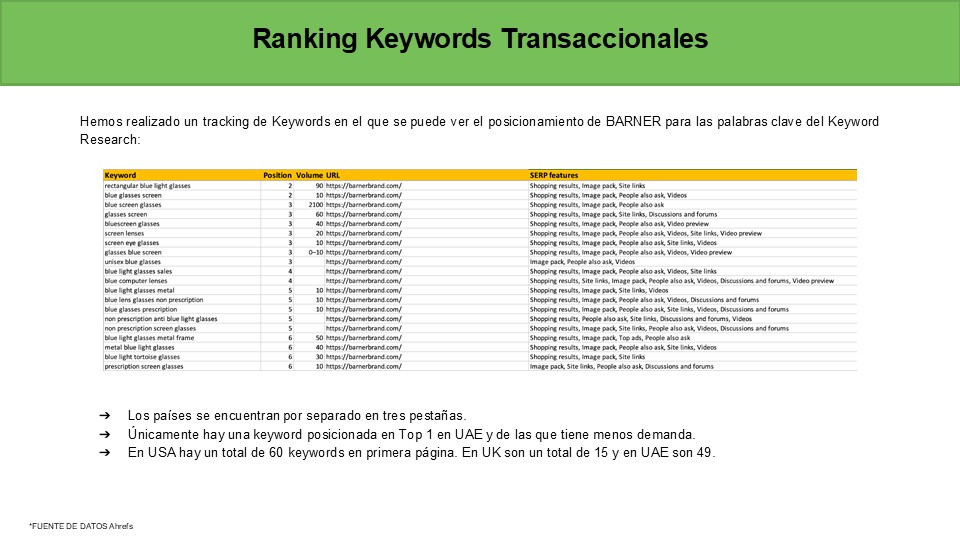 Ranking Keywords Transaccionales
Hemos realizado un tracking de Keywords en el que se puede ver el posicionamiento de BARNER para las palabras clave del Keyword
Research:
Keyword Position Volume URL SERP features
rectangular blue light glasses 2 90 https://barnerbrand.com/ Shopping results, Image pack, Site links
blue glasses screen 2 10 https://barnerbrand.com/ Shopping results, Image pack, People also ask, Videos
blue screen glasses 3 2100 https://barnerbrand.com/ Shopping results, Image pack, People also ask
glasses screen 3 60 https://barnerbrand.com/ Shopping results, Image pack, Site links, Discussions and forums
bluescreen glasses 3 40 https://barnerbrand.com/ Shopping results, Image pack, People also ask, Video preview
screen lenses 3 20 https://barnerbrand.com/ Shopping results, Image pack, People also ask, Videos, Site links, Video preview
screen eye glasses 3 10 https://barnerbrand.com/ Shopping results, Image pack, People also ask, Site links, Videos
glasses blue screen 3 0–10 https://barnerbrand.com/ Shopping results, Image pack, People also ask, Videos, Video preview
unisex blue glasses 3 https://barnerbrand.com/ Image pack, People also ask, Videos
blue light glasses sales 4 https://barnerbrand.com/ Shopping results, Image pack, People also ask, Videos, Site links
blue computer lenses 4 https://barnerbrand.com/ Shopping results, Site links, Image pack, People also ask, Videos, Discussions and forums, Video preview
blue light glasses metal 5 10 https://barnerbrand.com/ Shopping results, Image pack, Site links, Videos
blue lens glasses non prescription 5 10 https://barnerbrand.com/ Shopping results, Image pack, People also ask, Videos, Discussions and forums
blue glasses prescription 5 10 https://barnerbrand.com/ Shopping results, Image pack, People also ask, Site links, Videos, Discussions and forums
non prescription anti blue light glasses 5 https://barnerbrand.com/ Shopping results, People also ask, Site links, Discussions and forums, Videos
non prescription screen glasses 5 https://barnerbrand.com/ Shopping results, Image pack, Site links, People also ask, Videos, Discussions and forums
blue light glasses metal frame 6 50 https://barnerbrand.com/ Shopping results, Image pack, Top ads, People also ask
metal blue light glasses 6 40 https://barnerbrand.com/ Shopping results, Image pack, People also ask, Site links, Videos
blue light tortoise glasses 6 30 https://barnerbrand.com/ Shopping results, Image pack, Site links
prescription screen glasses 6 10 https://barnerbrand.com/ Image pack, Site links, People also ask, Discussions and forums
➔ Los países se encuentran por separado en tres pestañas.
➔ Únicamente hay una keyword posicionada en Top 1 en UAE y de las que tiene menos demanda.
➔ En USA hay un total de 60 keywords en primera página. En UK son un total de 15 y en UAE son 49.
*FUENTE DE DATOS Ahrefs